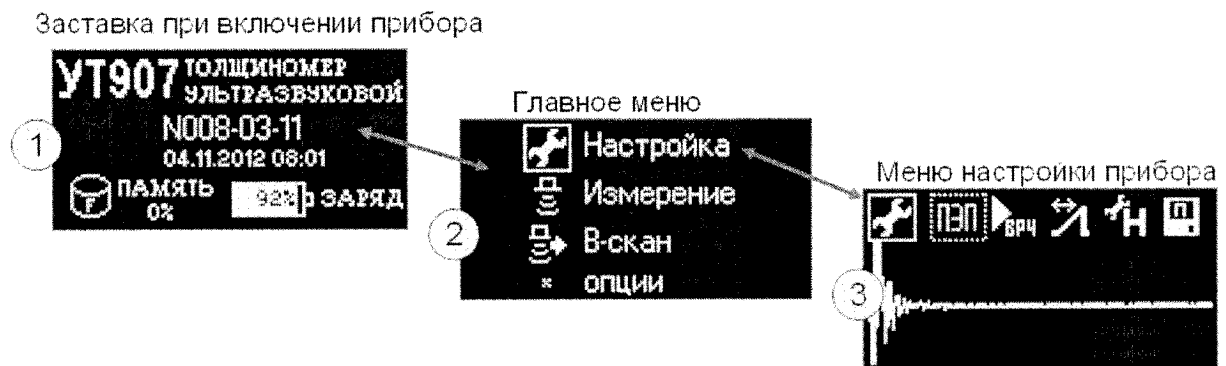 Заставка при включении прибора
УТ907 ТОЛЩИНОМЕР
УЛЬТРАЗВУКОВОЙ
N008-03-11
04.11.2012 08:01
ПАМЯТЬ
0%
92%
ЗАРЯД
1
Главное меню
Настройка
Измерение
В-скан
опции
2
Меню настройки прибора
ПЭП
ВРЧ
Н
П
3